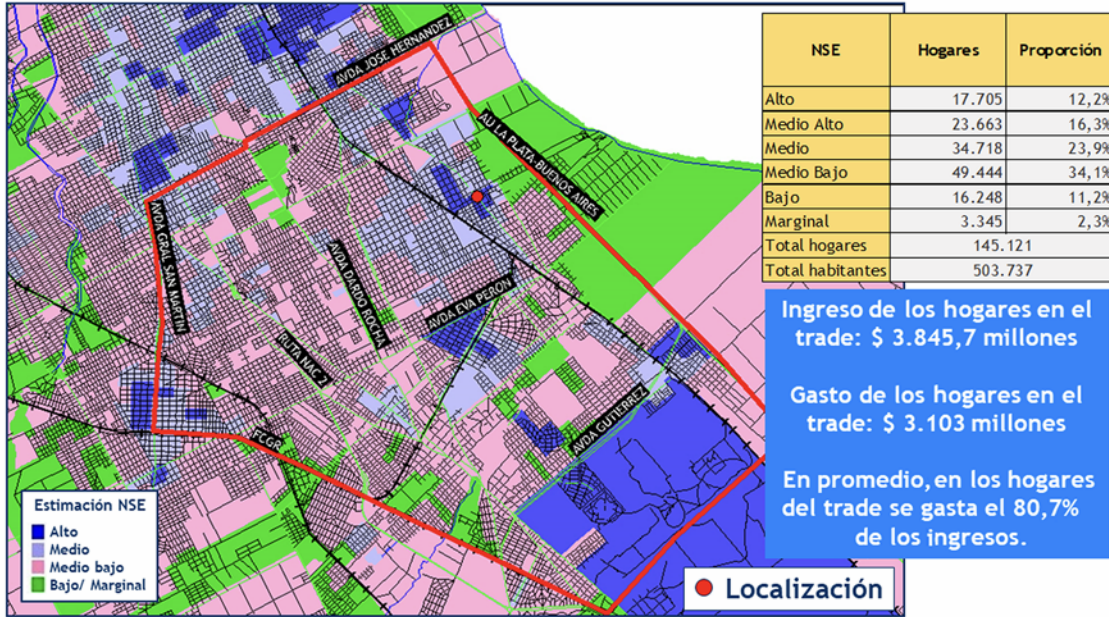 AVDA JOSE HERNANDEZ
AU LA PLATA-BUENOS AIRES
AVDA GRAL SAN MARTIN
AVDA DARDO ROCHA
AVDA EVA PERON
RUTA NAC 2
AVDA GUTIERREZ
FCGR
Estimación NSE
Alto
Medio
Medio bajo
Bajo/ Marginal
Localización
NSE Hogares Proporción
Alto 17.705 12,2%
Medio Alto 23.663 16,3%
Medio 34.718 23,9%
Medio Bajo 49.444 34,1%
Bajo 16.248 11,2%
Marginal 3.345 2,3%
Total hogares 145.121
Total habitantes 503.737
Ingreso de los hogares en el
trade: $ 3.845,7 millones
Gasto de los hogares en el
trade: $ 3.103 millones
En promedio, en los hogares
del trade se gasta el 80,7%
de los ingresos.